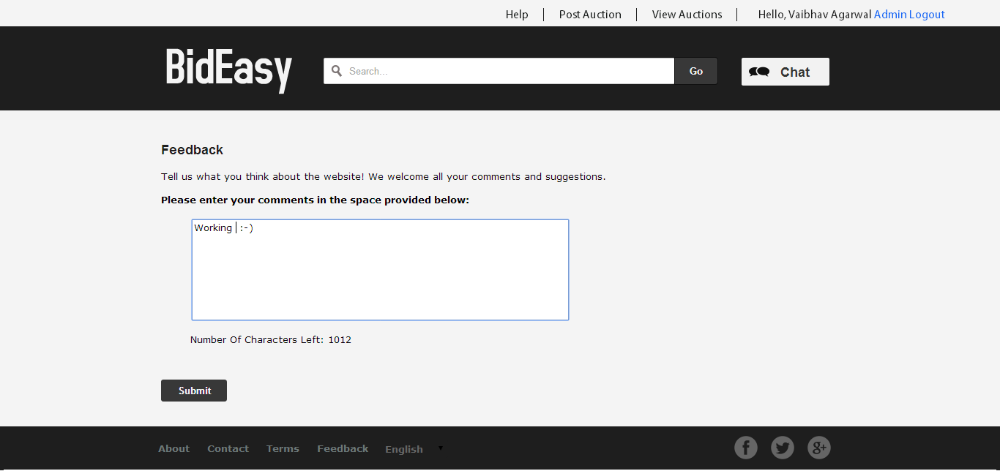 Help Post Auction View Auctions Hello, Vaibhav Agarwal Admin Logout
BidEasy
Search...
Go
Chat
Feedback
Tell us what you think about the website! We welcome all your comments and suggestions.
Please enter your comments in the space provided below:
Working :-)
Number Of Characters Left: 1012
Submit
About Contact Terms Feedback English
f g+